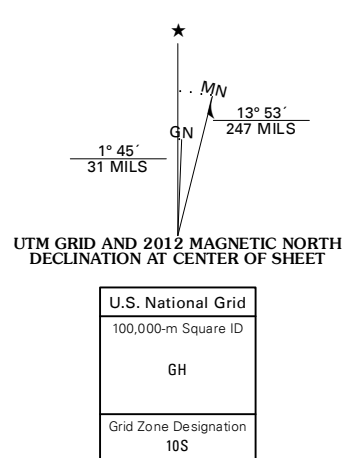 ★
MN
GN
13° 53´
247 MILS
1° 45´
31 MILS
UTM GRID AND 2012 MAGNETIC NORTH
DECLINATION AT CENTER OF SHEET
U.S. National Grid
100,000-m Square ID
GH
Grid Zone Designation
10S